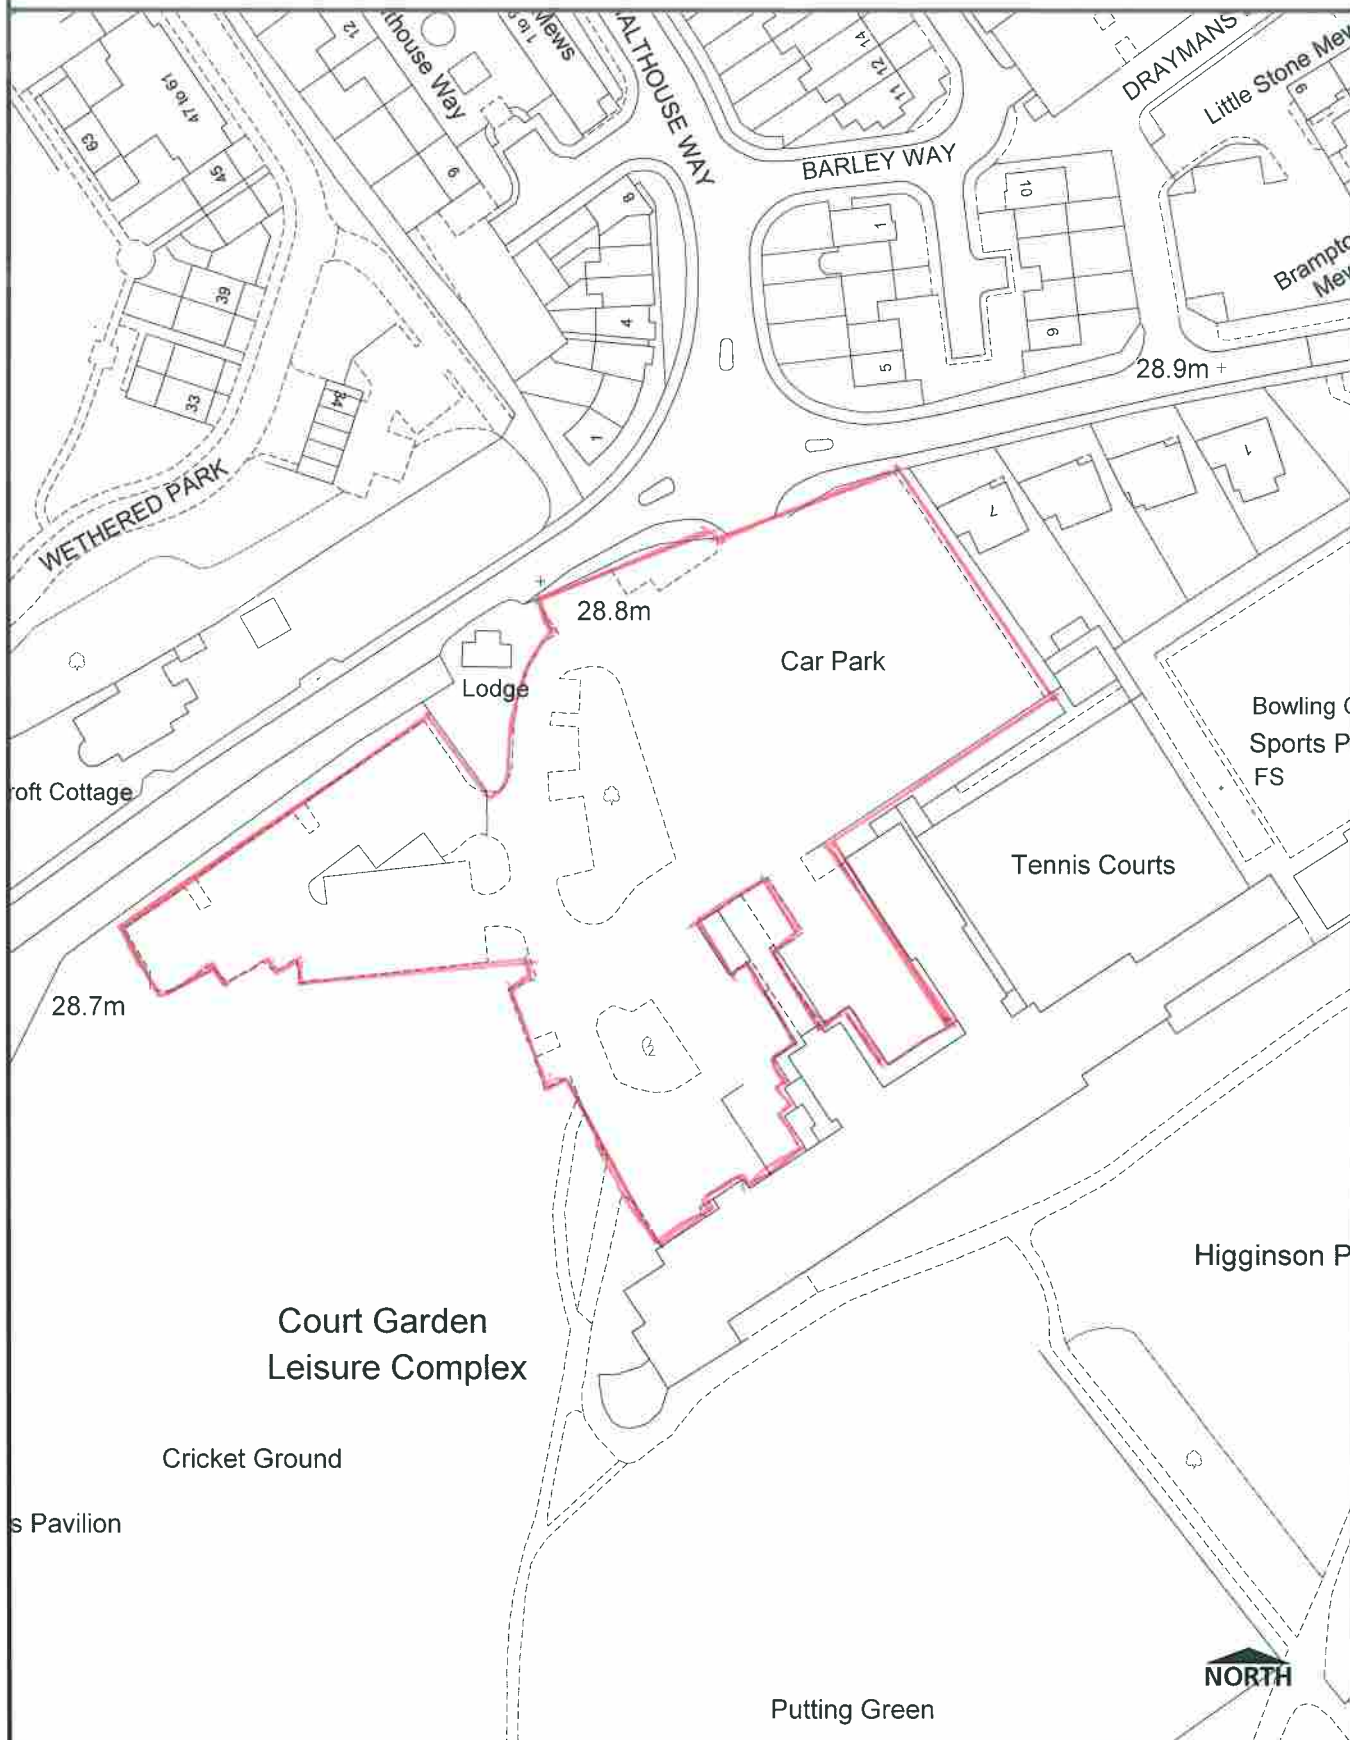 12
thouse Way
Mews
1 to 9
ALTHOUSE WAY
14
12
11
DRAYMANS
Little Stone Mew
9
47 to 61
63
45
9
8
BARLEY WAY
10
1
Brampto
Mew
39
4
33
34
5
6
28.9m
1
1
7
WETHERED PARK
28.8m
Lodge
Car Park
Bowling G
Sports P
FS
roft Cottage
Tennis Courts
28.7m
Higginson P
Court Garden
Leisure Complex
Cricket Ground
s Pavilion
NORTH
Putting Green